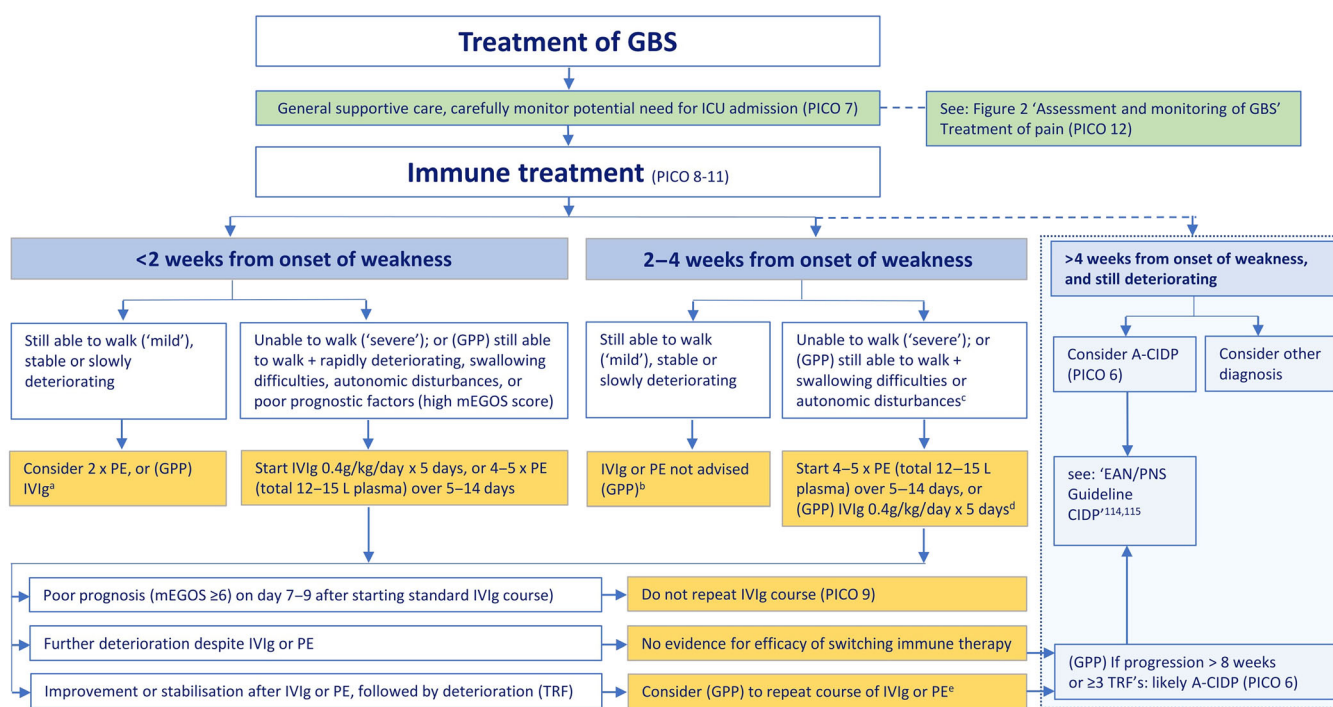 Treatment of GBS
General supportive care, carefully monitor potential need for ICU admission (PICO 7)
See: Figure 2 ‘Assessment and monitoring of GBS’
Treatment of pain (PICO 12)
Immune treatment (PICO 8-11)
<2 weeks from onset of weakness
2–4 weeks from onset of weakness
>4 weeks from onset of weakness,
and still deteriorating
Still able to walk (‘mild’),
stable or slowly
deteriorating
Unable to walk (‘severe’); or (GPP) still able
to walk + rapidly deteriorating, swallowing
difficulties, autonomic disturbances, or
poor prognostic factors (high mEGOS score)
Still able to walk
(‘mild’), stable or
slowly deteriorating
Unable to walk (‘severe’); or
(GPP) still able to walk +
swallowing difficulties or
autonomic disturbancesᶜ
Consider A-CIDP
(PICO 6)
Consider other
diagnosis
Consider 2 x PE, or (GPP)
IVIgᵃ
Start IVIg 0.4g/kg/day x 5 days, or 4–5 x PE
(total 12–15 L plasma) over 5–14 days
IVIg or PE not advised
(GPP)ᵇ
Start 4–5 x PE (total 12–15 L
plasma) over 5–14 days, or
(GPP) IVIg 0.4g/kg/day x 5 daysᵈ
see: ‘EAN/PNS
Guideline
CIDP’¹¹⁴,¹¹⁵
Poor prognosis (mEGOS ≥6) on day 7–9 after starting standard IVIg course)
Do not repeat IVIg course (PICO 9)
Further deterioration despite IVIg or PE
No evidence for efficacy of switching immune therapy
Improvement or stabilisation after IVIg or PE, followed by deterioration (TRF)
Consider (GPP) to repeat course of IVIg or PEᵉ
(GPP) If progression > 8 weeks
or ≥3 TRF’s: likely A-CIDP (PICO 6)